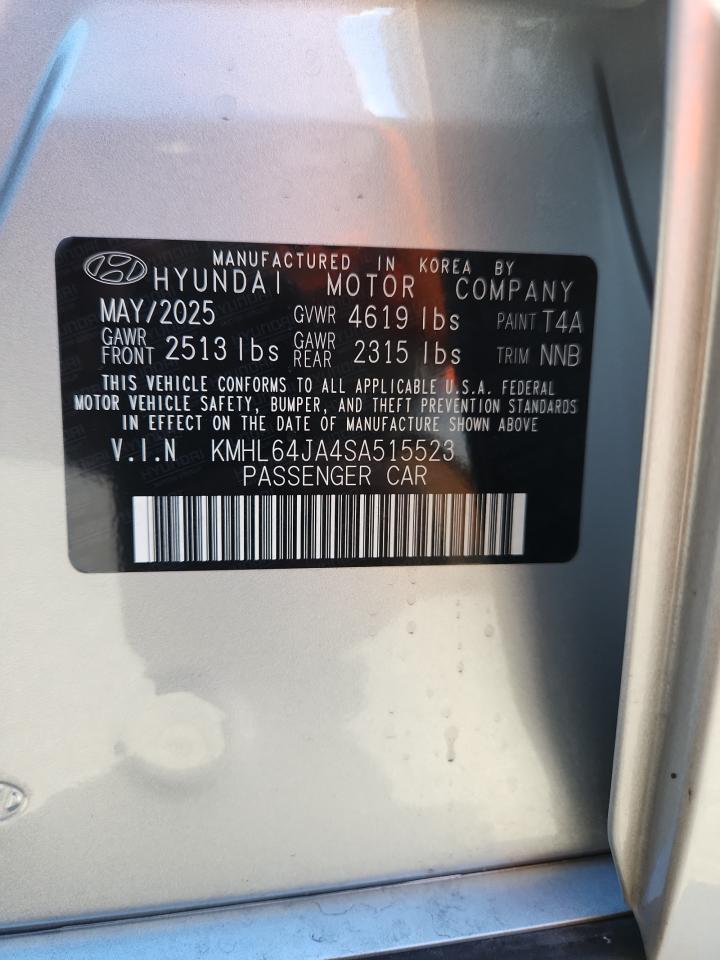 MANUFACTURED IN KOREA BY
HYUNDAI MOTOR COMPANY
MAY/2025 GVWR 4619 lbs PAINT T4A
GAWR FRONT 2513 lbs GAWR REAR 2315 lbs TRIM NNB
THIS VEHICLE CONFORMS TO ALL APPLICABLE U.S.A. FEDERAL
MOTOR VEHICLE SAFETY, BUMPER, AND THEFT PREVENTION STANDARDS
IN EFFECT ON THE DATE OF MANUFACTURE SHOWN ABOVE
V.I.N KMHL64JA4SA515523
PASSENGER CAR